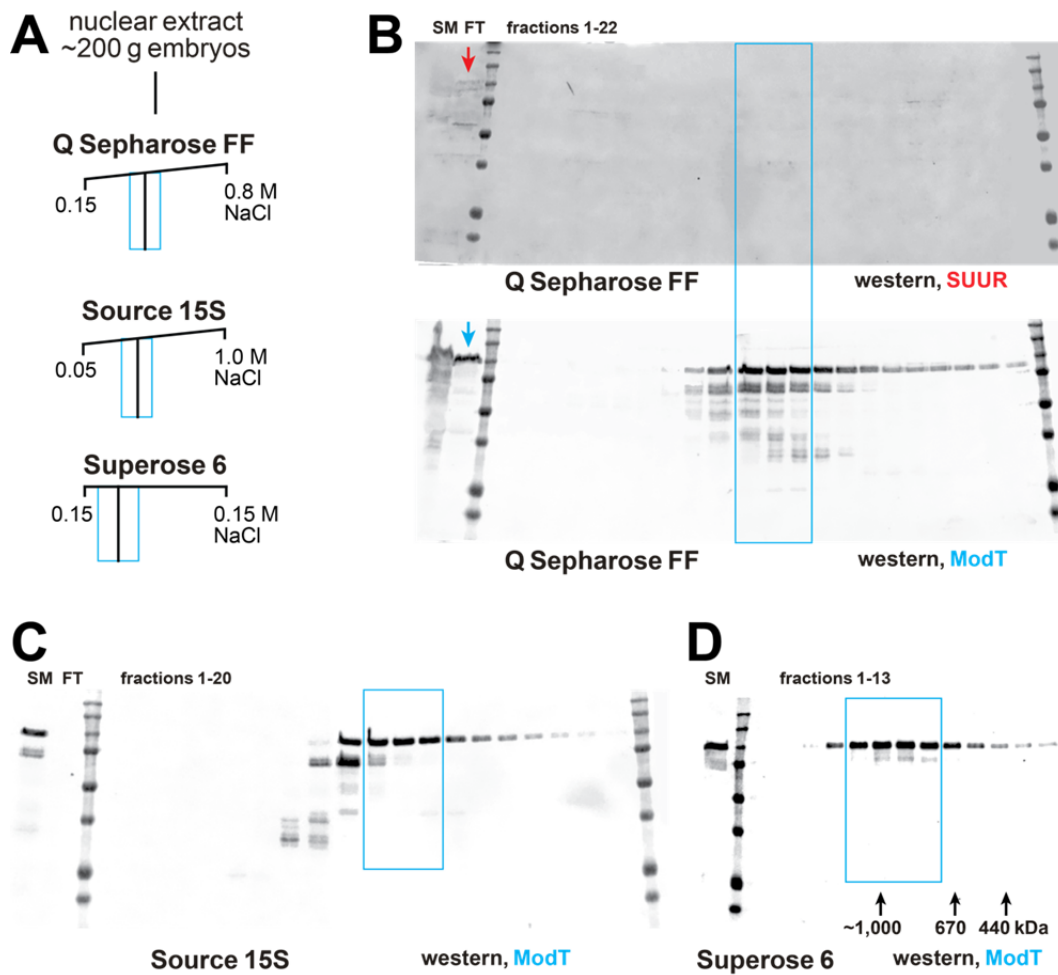 A
nuclear extract
~200 g embryos
Q Sepharose FF
0.15
0.8 M
NaCl
Source 15S
0.05
1.0 M
NaCl
Superose 6
0.15
0.15 M
NaCl
B
SM FT fractions 1-22
Q Sepharose FF western, SUUR
Q Sepharose FF western, ModT
C
SM FT fractions 1-20
Source 15S western, ModT
D
SM fractions 1-13
~1,000 670 440 kDa
Superose 6 western, ModT